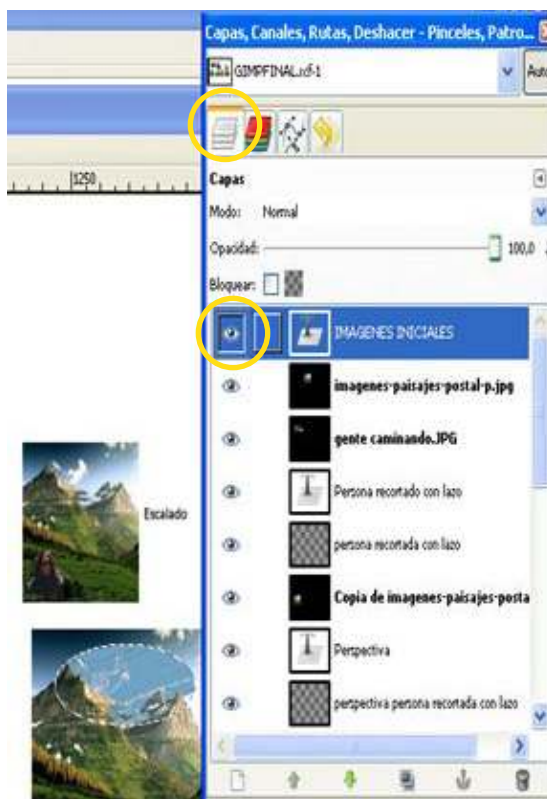 Capas, Canales, Rutas, Deshacer - Pinceles, Patro...
GIMPFINAL.xcf-1
Auto
1250
Capas
Modo: Normal
Opacidad: 100,0
Bloquear:
IMAGENES INICIALES
imagenes-paisajes-postal-p.jpg
gente caminando.JPG
Persona recortado con lazo
Escalado
persona recortada con lazo
Copia de imagenes-paisajes-posta
Perspectiva
perspectiva persona recortada con lazo